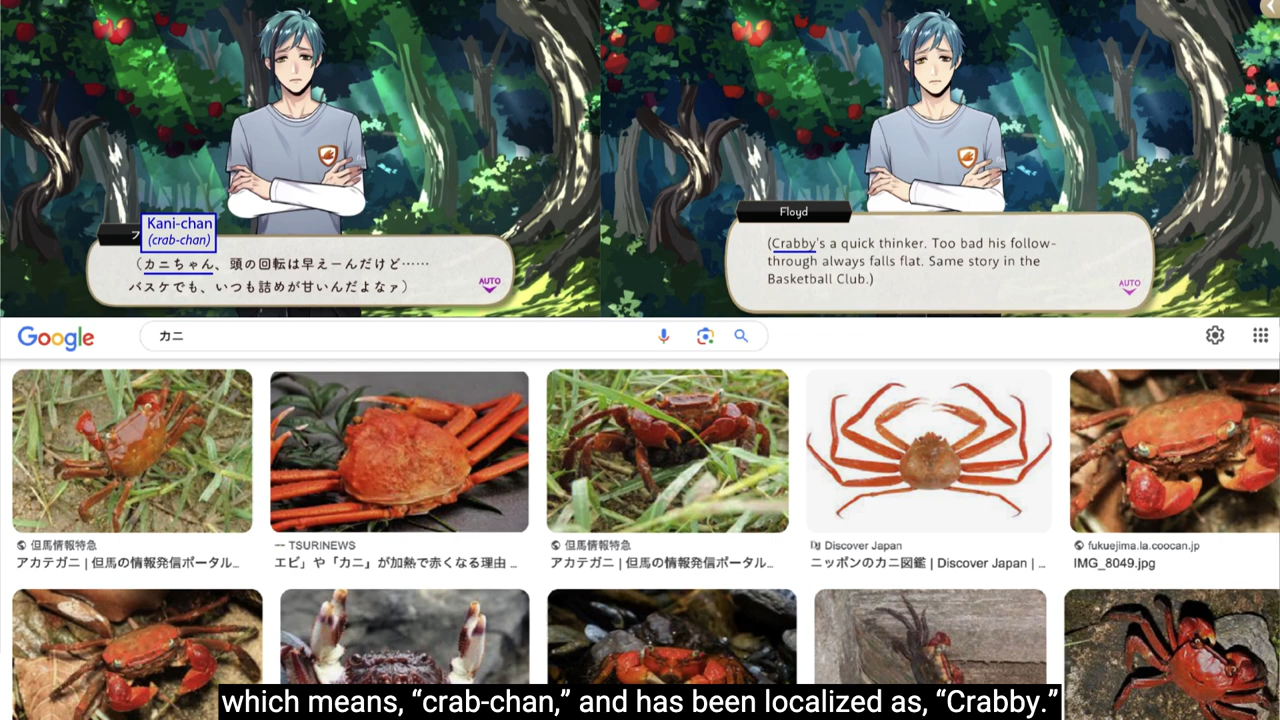 Kani-chan
(crab-chan)
フ
（カニちゃん、頭の回転は早えーんだけど……
バスケでも、いつも詰めが甘いんだよなァ）
AUTO
Floyd
(Crabby's a quick thinker. Too bad his follow-
through always falls flat. Same story in the
Basketball Club.)
AUTO
Google
カニ
但馬情報特急
アカテガニ | 但馬の情報発信ポータル...
TSURINEWS
エビ」や「カニ」が加熱で赤くなる理由 ...
但馬情報特急
アカテガニ | 但馬の情報発信ポータル...
Discover Japan
ニッポンのカニ図鑑 | Discover Japan | ...
fukuejima.la.coocan.jp
IMG_8049.jpg
which means, “crab-chan,” and has been localized as, “Crabby.”